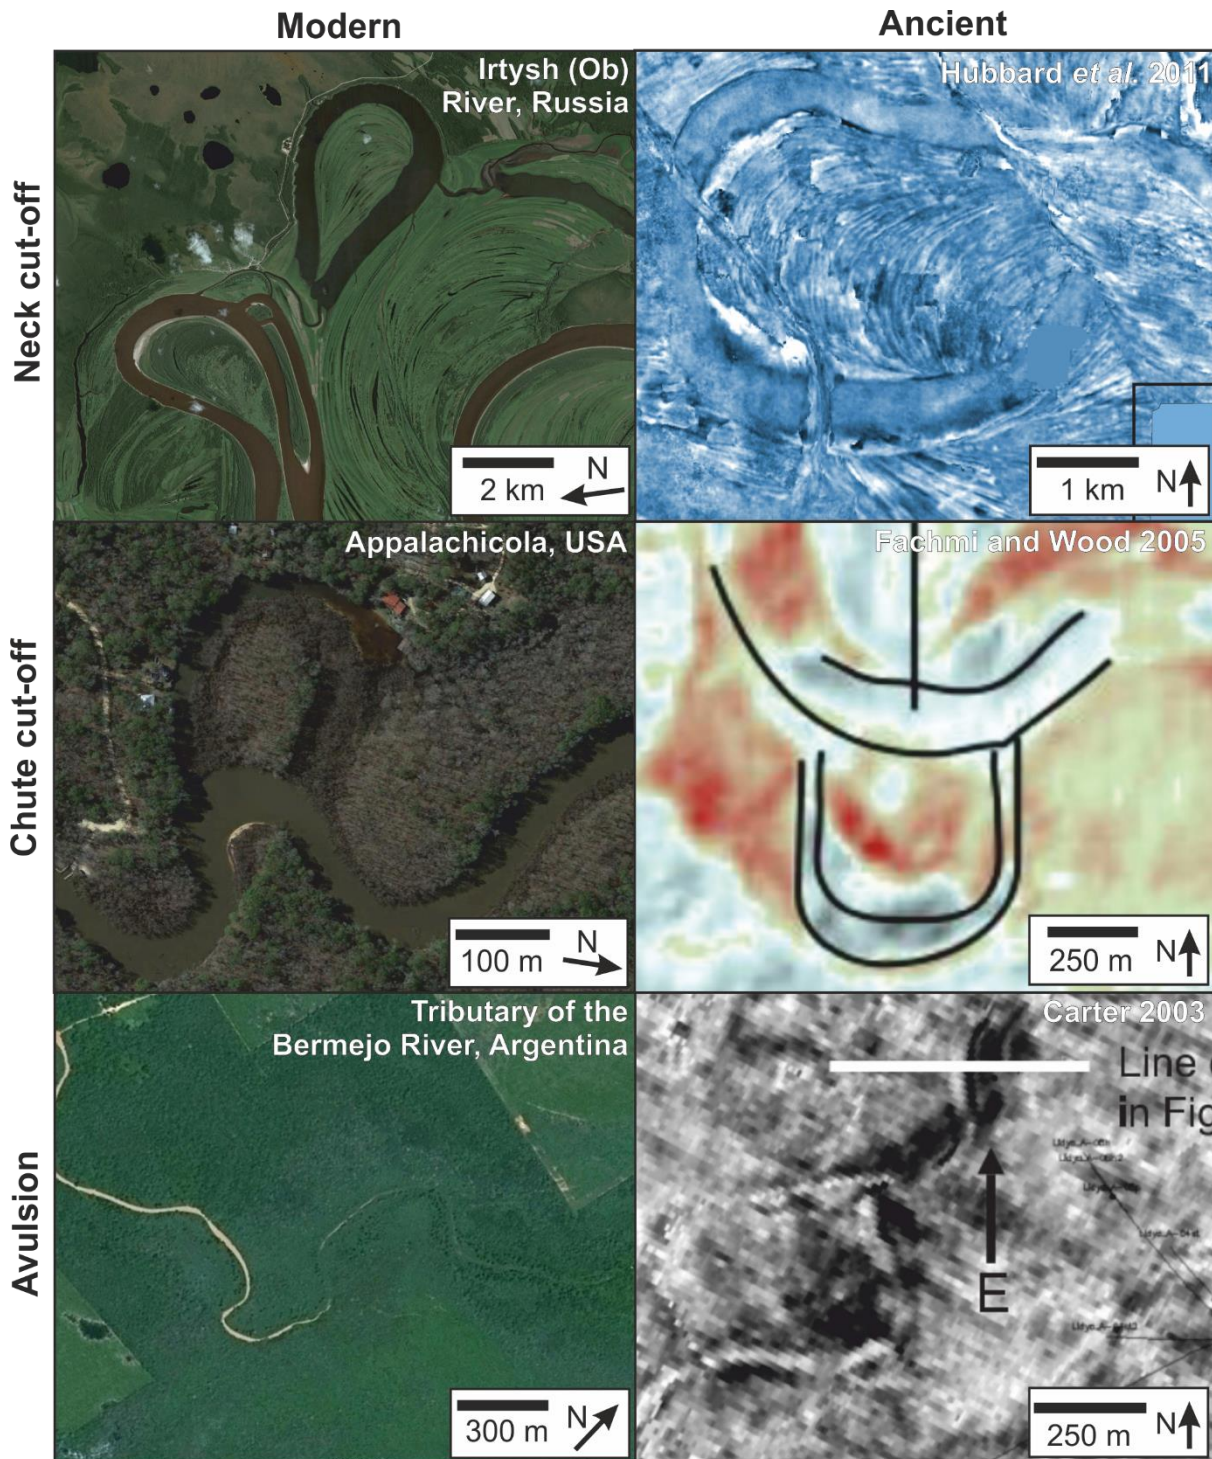 Modern
Ancient
Neck cut-off
Irtysh (Ob)
River, Russia
2 km
N
Hubbard et al. 2011
1 km
N
Chute cut-off
Appalachicola, USA
100 m
N
Fachmi and Wood 2005
250 m
N
Avulsion
Tributary of the
Bermejo River, Argentina
300 m
N
Carter 2003
Line
in Fig
E
250 m
N